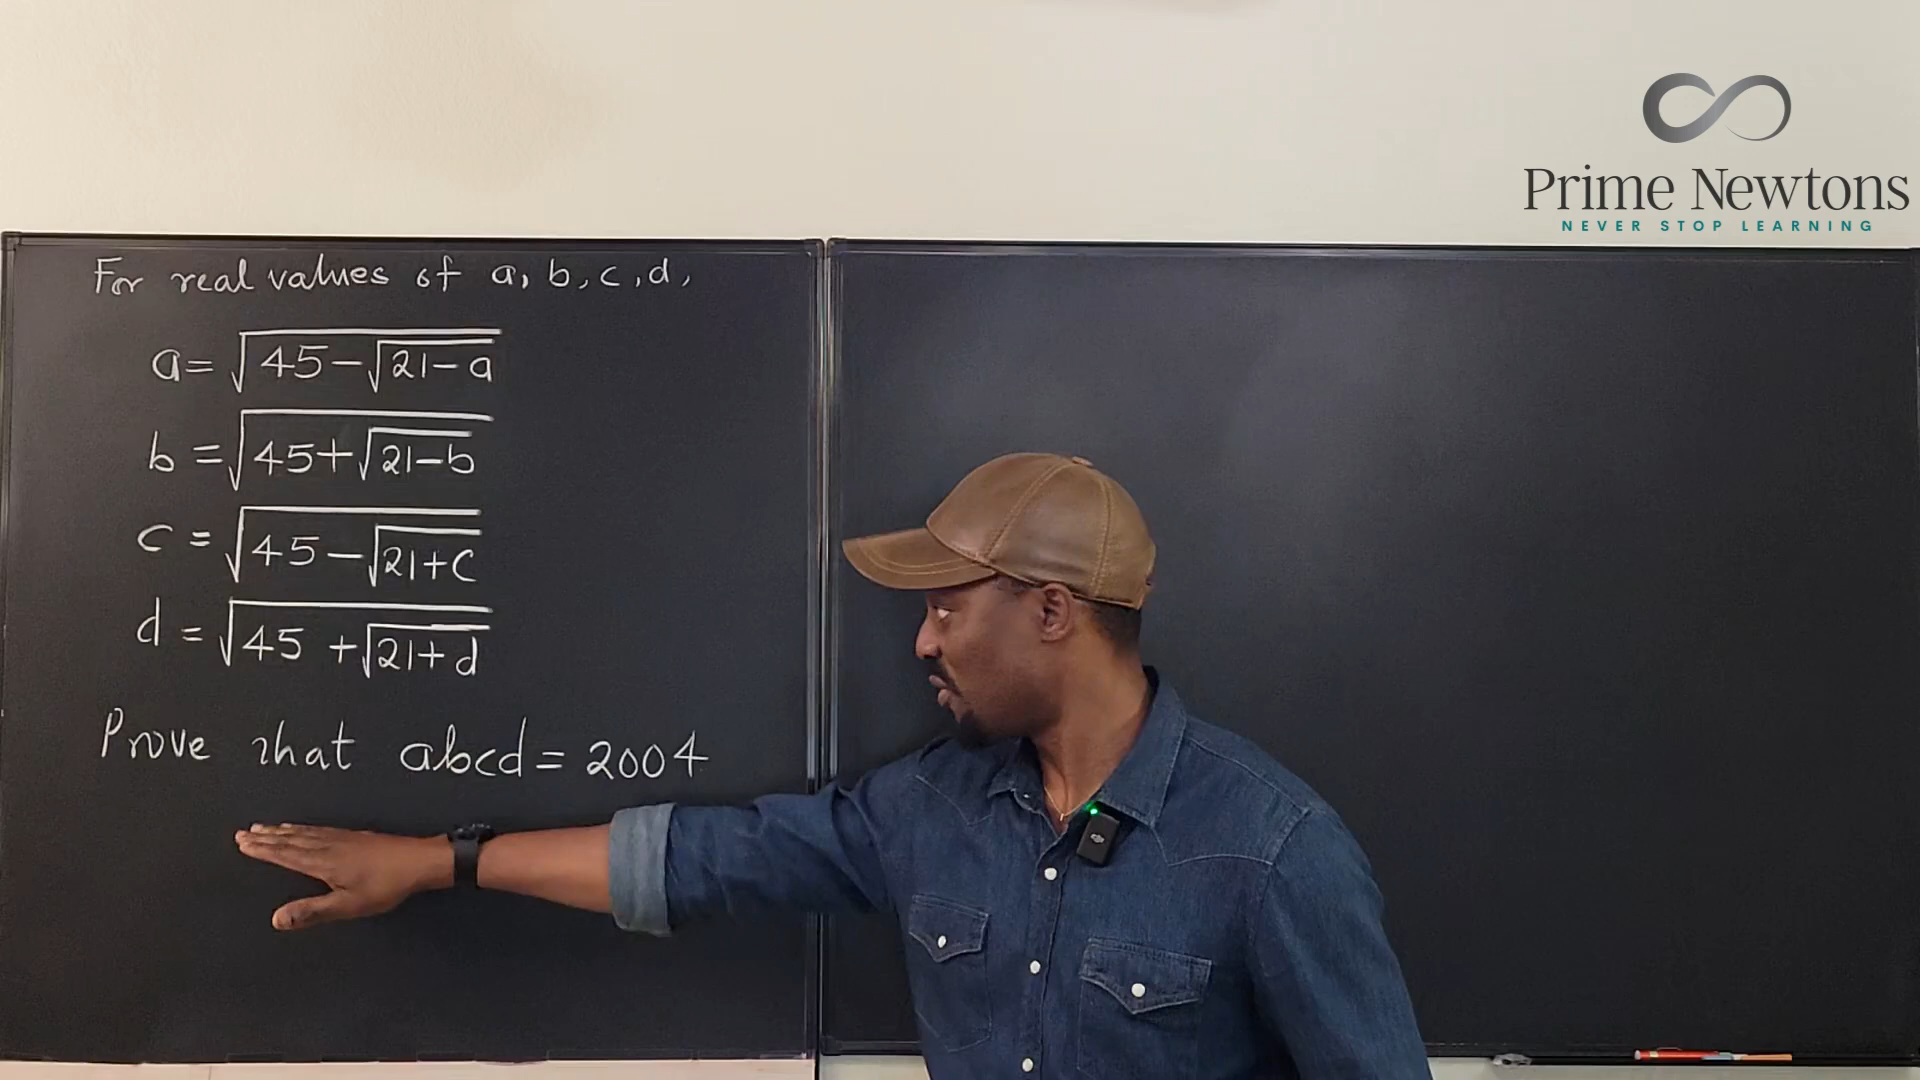 Prime Newtons
NEVER STOP LEARNING
For real values of a, b, c, d,
a = √(45 − √(21 − a))
b = √(45 + √(21 − b))
c = √(45 − √(21 + c))
d = √(45 + √(21 + d))
Prove that abcd = 2004